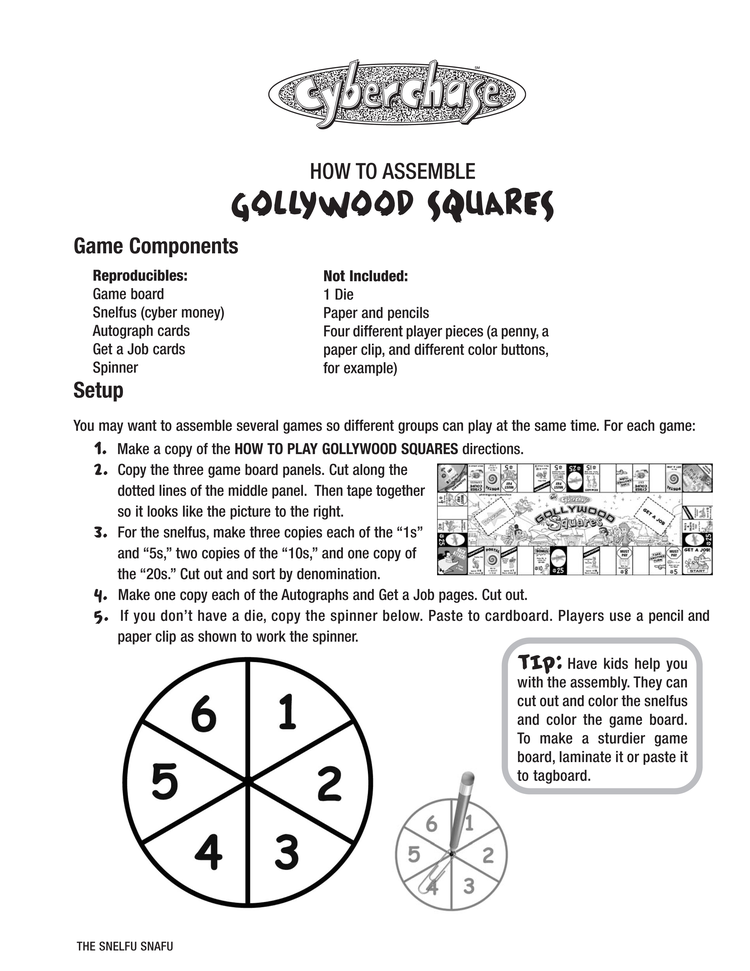 Cyberchase
SM
HOW TO ASSEMBLE
GOLLYWOOD SQUARES
Game Components
Reproducibles:
Game board
Snelfus (cyber money)
Autograph cards
Get a Job cards
Spinner
Not Included:
1 Die
Paper and pencils
Four different player pieces (a penny, a
paper clip, and different color buttons,
for example)
Setup
You may want to assemble several games so different groups can play at the same time. For each game:
1. Make a copy of the HOW TO PLAY GOLLYWOOD SQUARES directions.
2. Copy the three game board panels. Cut along the
dotted lines of the middle panel. Then tape together
so it looks like the picture to the right.
3. For the snelfus, make three copies each of the “1s”
and “5s,” two copies of the “10s,” and one copy of
the “20s.” Cut out and sort by denomination.
4. Make one copy each of the Autographs and Get a Job pages. Cut out.
5. If you don’t have a die, copy the spinner below. Paste to cardboard. Players use a pencil and
paper clip as shown to work the spinner.
GOLLYWOOD
Squares
GET A JOB
GET A JOB!
START
TIP: Have kids help you
with the assembly. They can
cut out and color the snelfus
and color the game board.
To make a sturdier game
board, laminate it or paste it
to tagboard.
6 1
5 2
4 3
6 1
5 2
4 3
THE SNELFU SNAFU